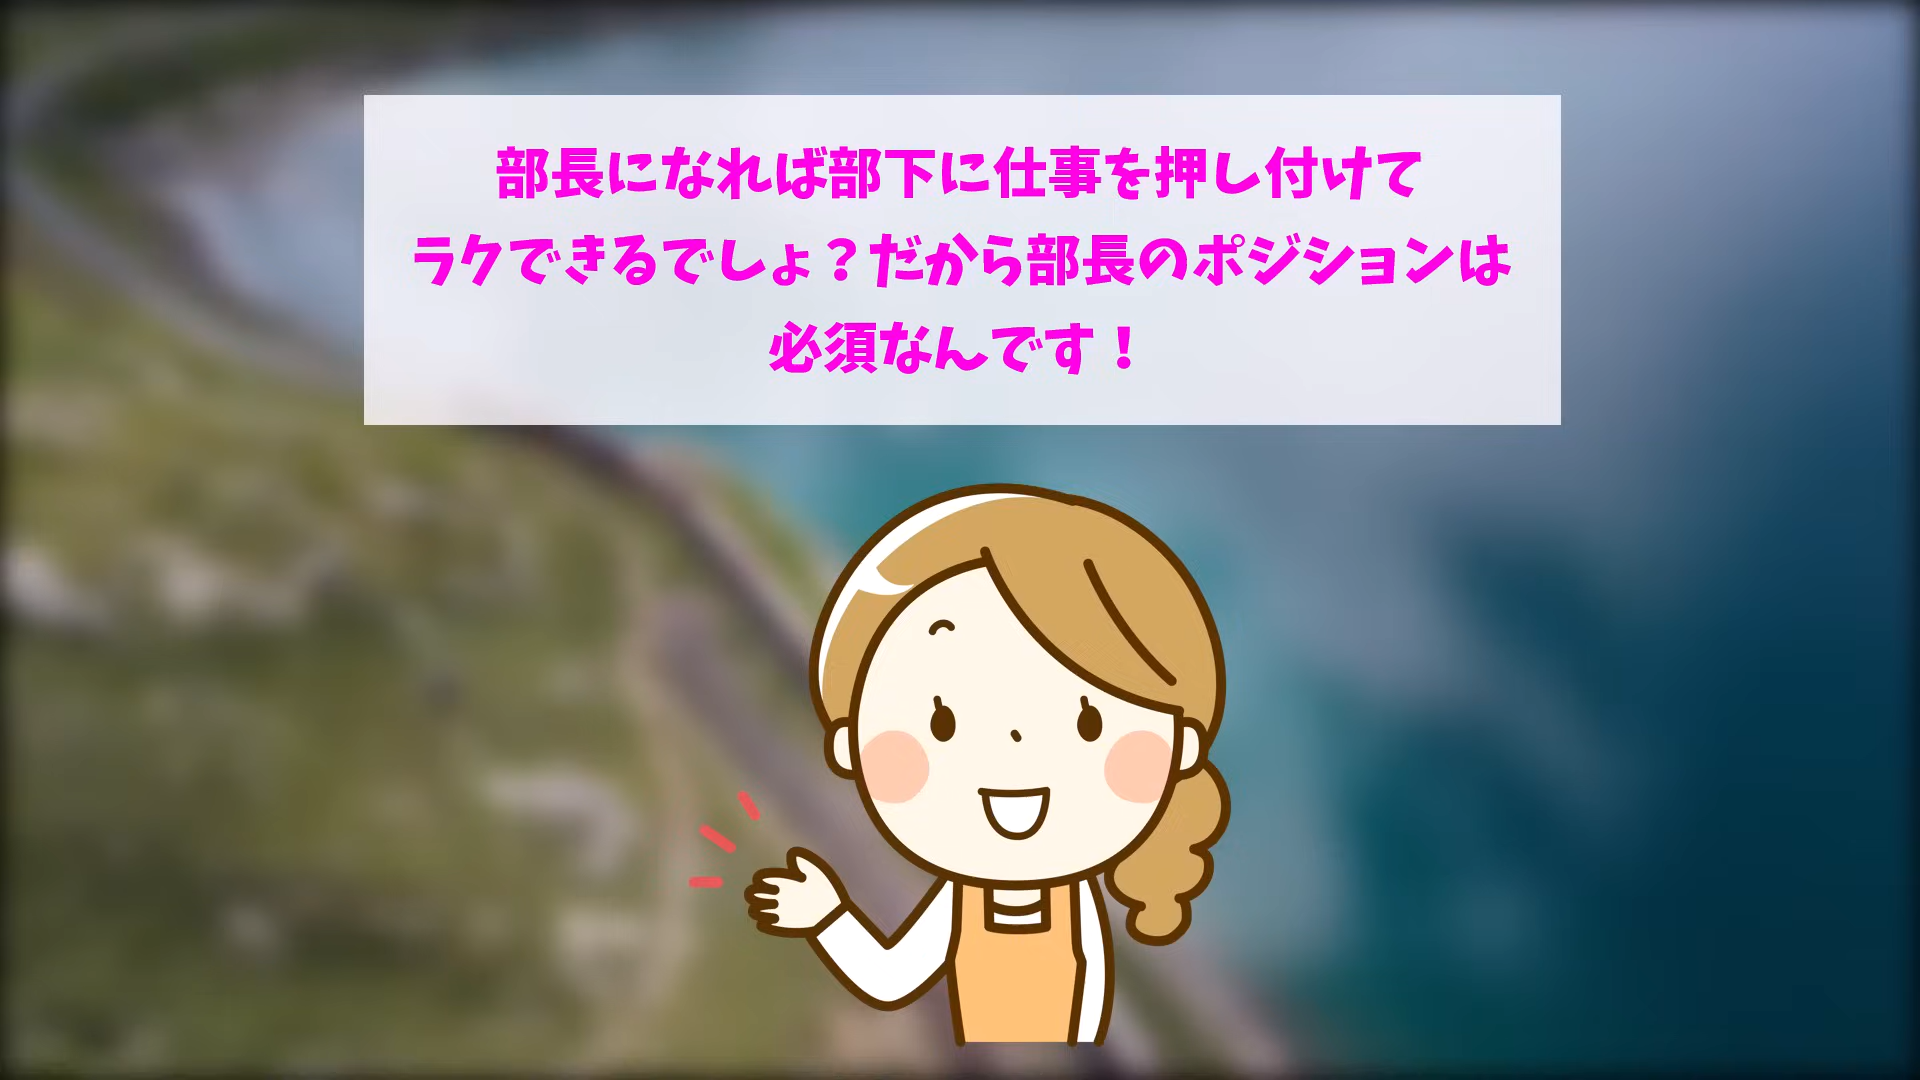 部長になれば部下に仕事を押し付けて
ラクできるでしょ？だから部長のポジションは
必須なんです！